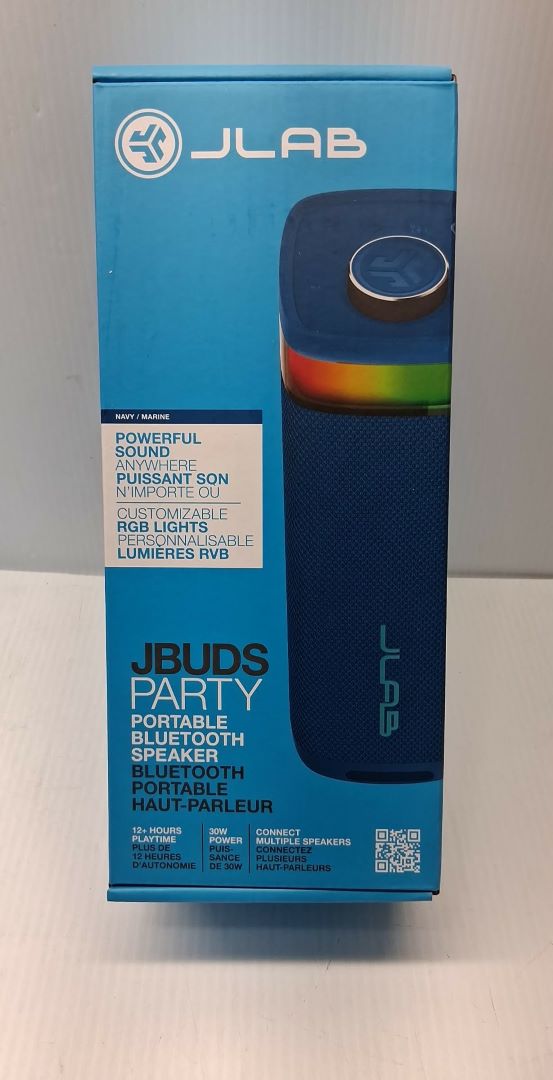 JLAB
NAVY / MARINE
POWERFUL
SOUND
ANYWHERE
PUISSANT SON
N'IMPORTE OU
CUSTOMIZABLE
RGB LIGHTS
PERSONNALISABLE
LUMIÈRES RVB
JLAB
JBUDS
PARTY
PORTABLE
BLUETOOTH
SPEAKER
BLUETOOTH
PORTABLE
HAUT-PARLEUR
12+ HOURS
PLAYTIME
PLUS DE
12 HEURES
D'AUTONOMIE
30W
POWER
PUIS-
SANCE
DE 30W
CONNECT
MULTIPLE SPEAKERS
CONNECTEZ
PLUSIEURS
HAUT-PARLEURS